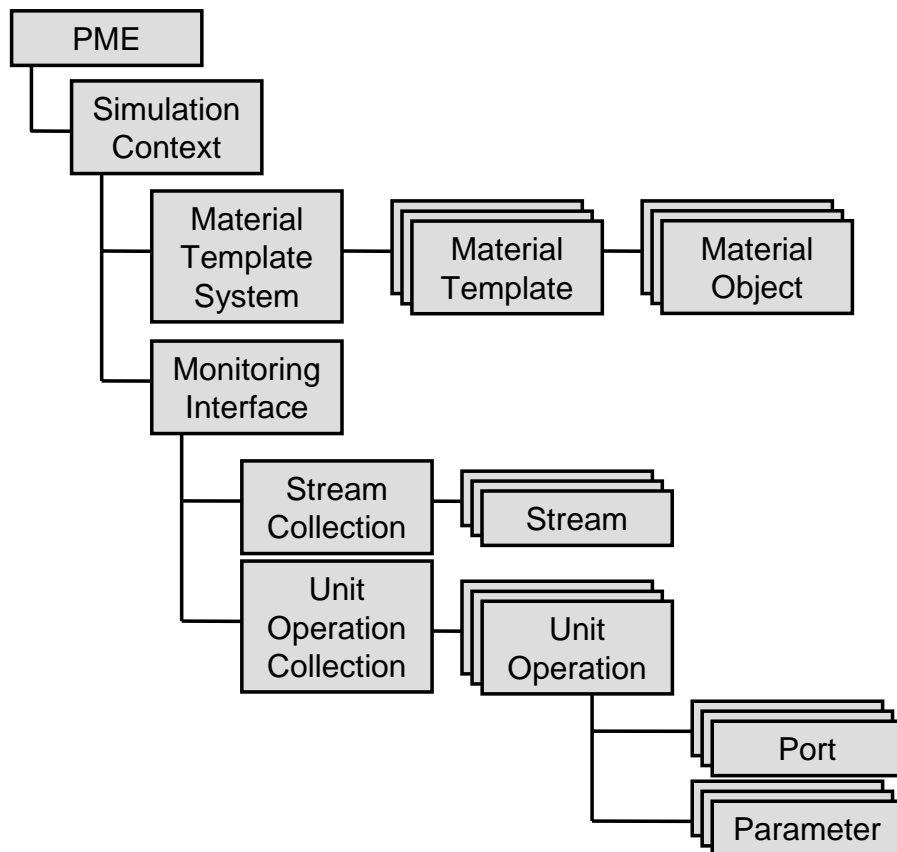 PME
Simulation
Context
Material
Template
System
Material
Template
Material
Object
Monitoring
Interface
Stream
Collection
Stream
Unit
Operation
Collection
Unit
Operation
Port
Parameter